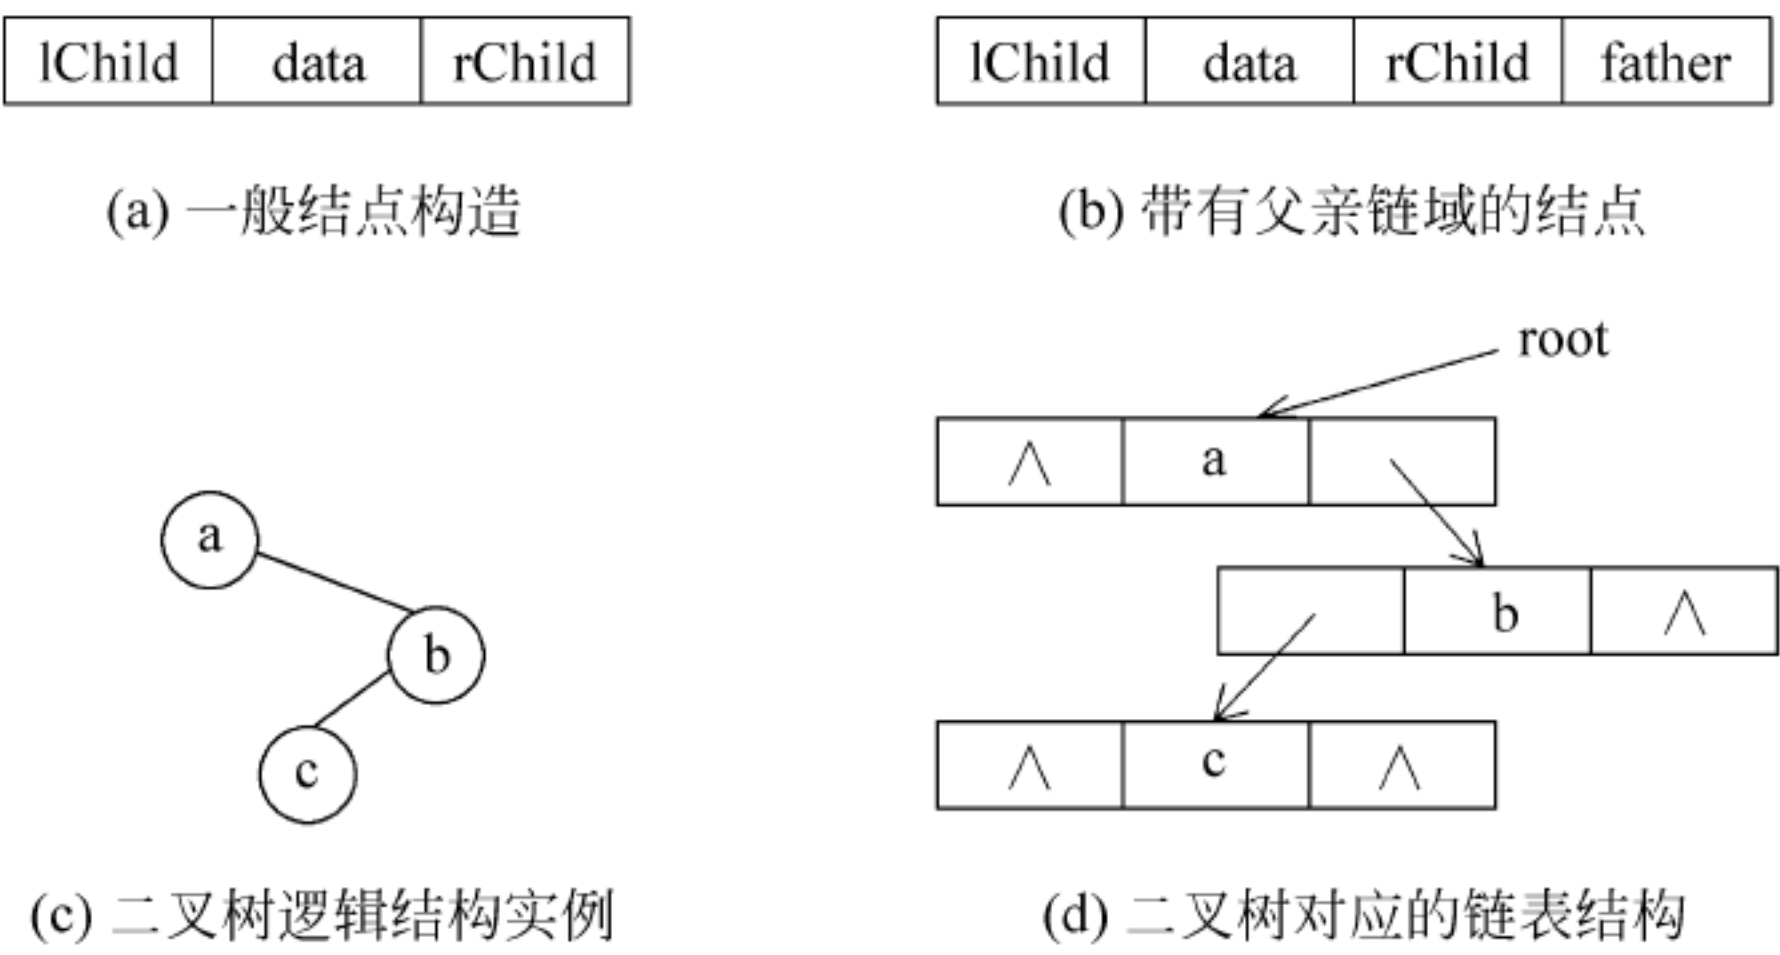 lChild data rChild
lChild data rChild father
(a) 一般结点构造
(b) 带有父亲链域的结点
root
∧ a
a
b ∧
b
c
∧ c ∧
(c) 二叉树逻辑结构实例
(d) 二叉树对应的链表结构